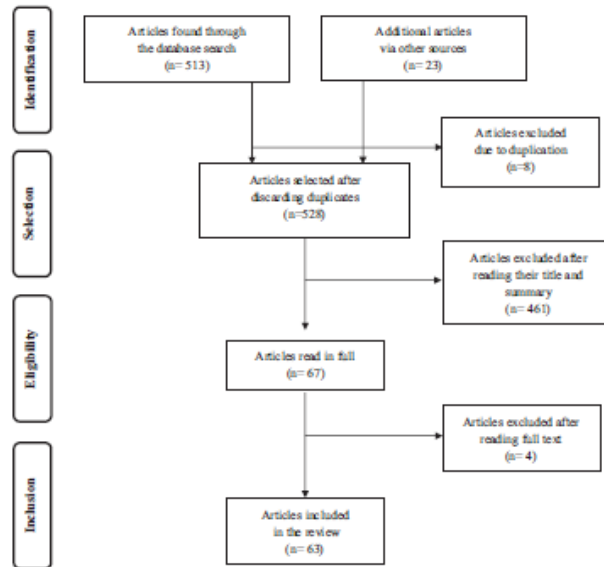 Identification
Articles found through
the database search
(n= 513)
Additional articles
via other sources
(n= 23)
Articles excluded
due to duplication
(n=8)
Selection
Articles selected after
discarding duplicates
(n=528)
Articles excluded after
reading their title and
summary
(n= 461)
Eligibility
Articles read in full
(n= 67)
Articles excluded after
reading full text
(n= 4)
Inclusion
Articles included
in the review
(n= 63)